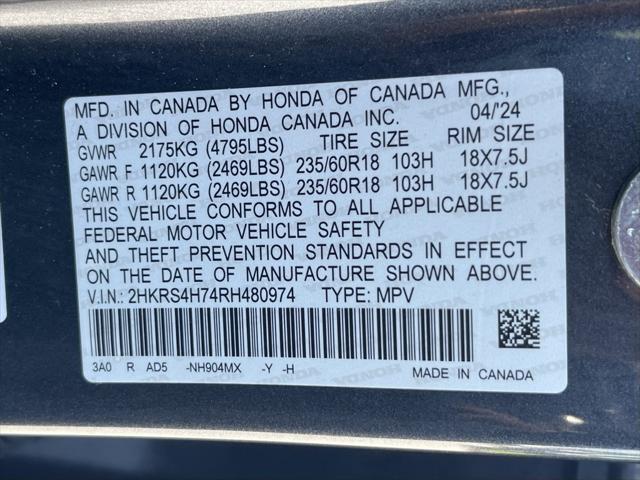 MFD. IN CANADA BY HONDA OF CANADA MFG.,
A DIVISION OF HONDA CANADA INC. 04/'24
GVWR 2175KG (4795LBS) TIRE SIZE RIM SIZE
GAWR F 1120KG (2469LBS) 235/60R18 103H 18X7.5J
GAWR R 1120KG (2469LBS) 235/60R18 103H 18X7.5J
THIS VEHICLE CONFORMS TO ALL APPLICABLE
FEDERAL MOTOR VEHICLE SAFETY
AND THEFT PREVENTION STANDARDS IN EFFECT
ON THE DATE OF MANUFACTURE SHOWN ABOVE.
V.I.N.: 2HKRS4H74RH480974 TYPE: MPV
3A0 R AD5 -NH904MX -Y -H
MADE IN CANADA